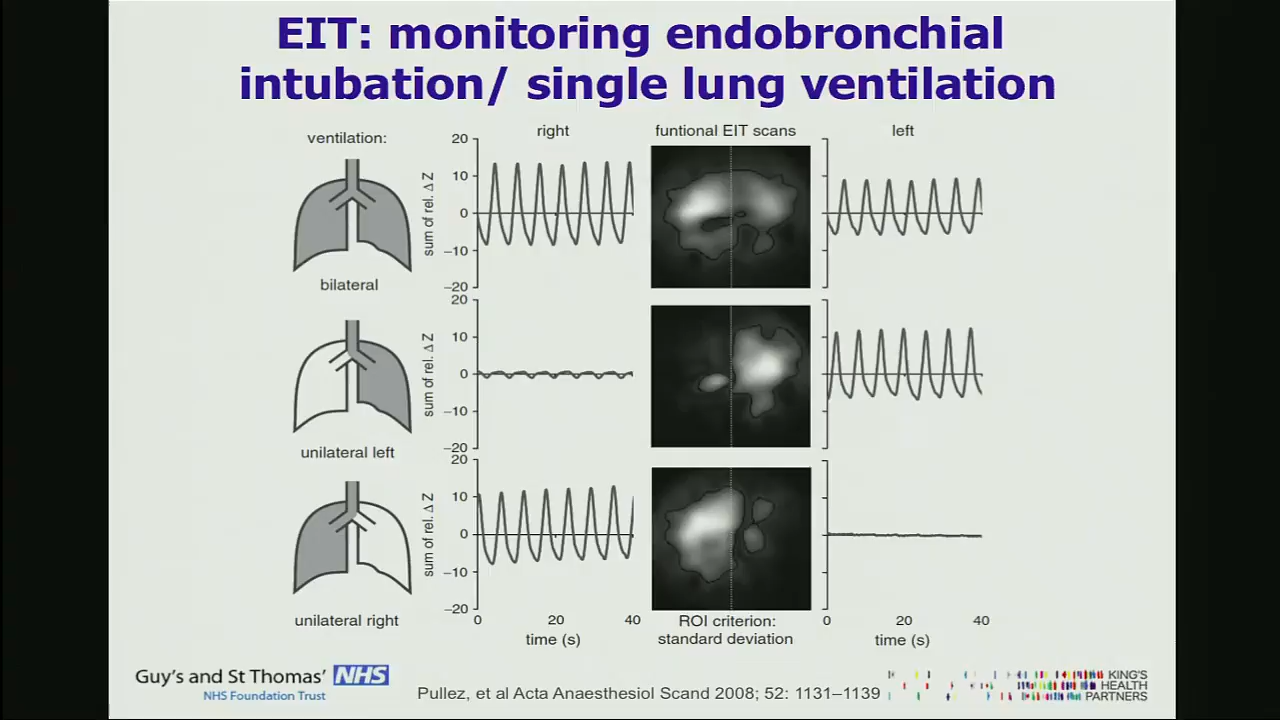 EIT: monitoring endobronchial
intubation/ single lung ventilation
ventilation:
right
funtional EIT scans
left
20
10
0
−10
−20
sum of rel. Δ Z
bilateral
20
10
0
−10
−20
sum of rel. Δ Z
unilateral left
20
10
0
−10
−20
sum of rel. Δ Z
unilateral right
0
20
40
time (s)
ROI criterion:
standard deviation
0
20
40
time (s)
Guy's and St Thomas' NHS
NHS Foundation Trust
Pullez, et al Acta Anaesthesiol Scand 2008; 52: 1131–1139
KING'S
HEALTH
PARTNERS